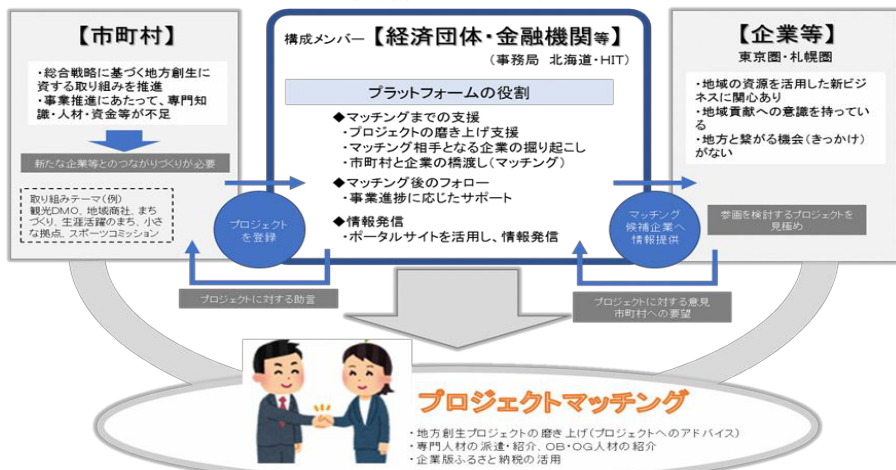 【市町村】
・総合戦略に基づく地方創生に
資する取り組みを推進
・事業推進にあたって、専門知
識・人材・資金等が不足
新たな企業等とのつながりづくりが必要
取り組みテーマ(例)
観光DMO、地域商社、まち
づくり、生涯活躍のまち、小さ
な拠点、スポーツコミッション
プロジェクト
を登録
プロジェクトに対する助言
構成メンバー【経済団体・金融機関等】
(事務局 北海道・HIT)
プラットフォームの役割
◆マッチングまでの支援
・プロジェクトの磨き上げ支援
・マッチング相手となる企業の掘り起こし
・市町村と企業の橋渡し(マッチング)
◆マッチング後のフォロー
・事業進捗に応じたサポート
◆情報発信
・ポータルサイトを活用し、情報発信
マッチング
候補企業へ
情報提供
【企業等】
東京圏・札幌圏
・地域の資源を活用した新ビジ
ネスに関心あり
・地域貢献への意識を持ってい
る
・地方と繋がる機会(きっかけ)
がない
参画を検討するプロジェクトを
見極め
プロジェクトに対する意見
市町村への要望
プロジェクトマッチング
・地方創生プロジェクトの磨き上げ(プロジェクトへのアドバイス)
・専門人材の派遣・紹介、OB・OG人材の紹介
・企業版ふるさと納税の活用